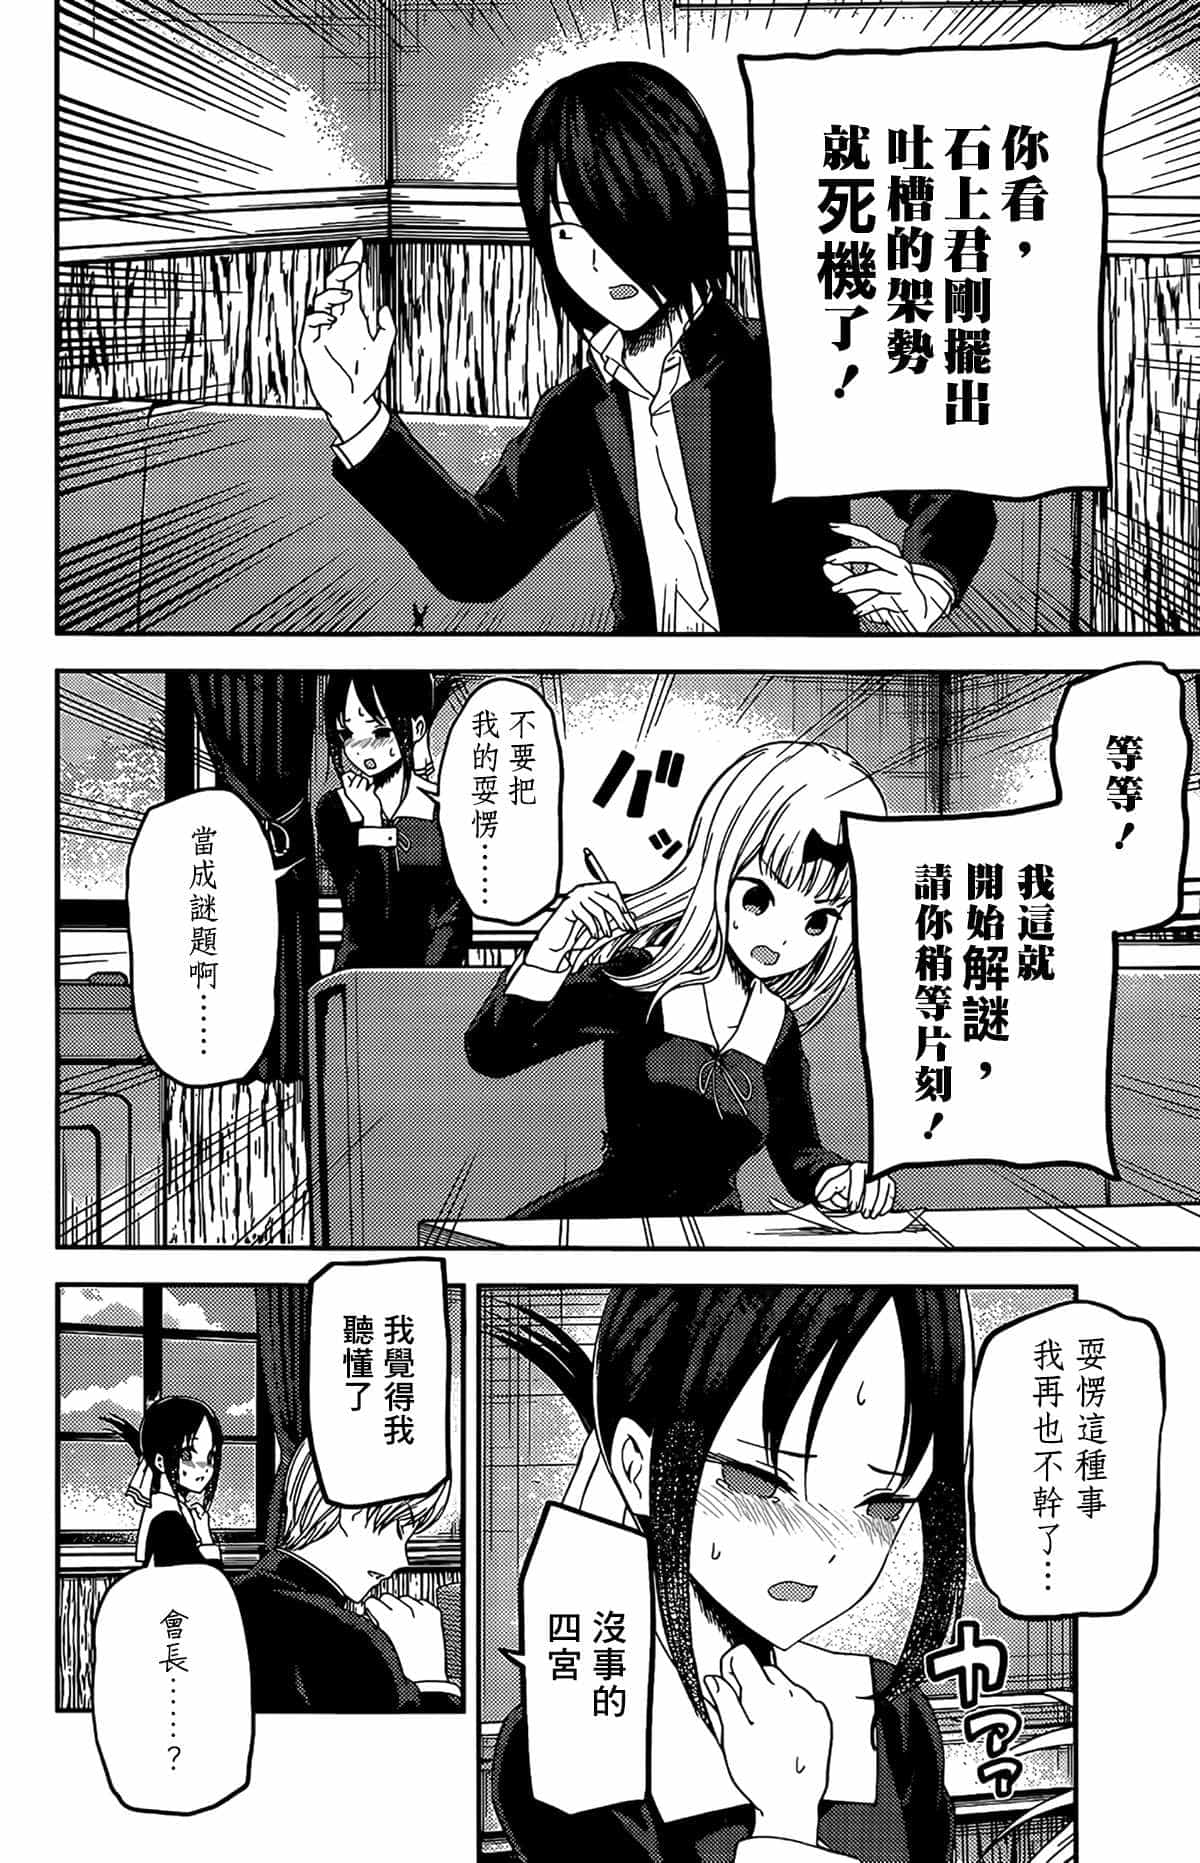 你看，
石上君剛擺出
吐槽的架勢
就死機了！
等等！
我這就
開始解謎，
請你稍等片刻！
不要把
我的耍愣……
當成謎題啊……
耍愣這種事
我再也不幹了…
カァァ
沒事的
四宮
我覺得我
聽懂了
會長……？